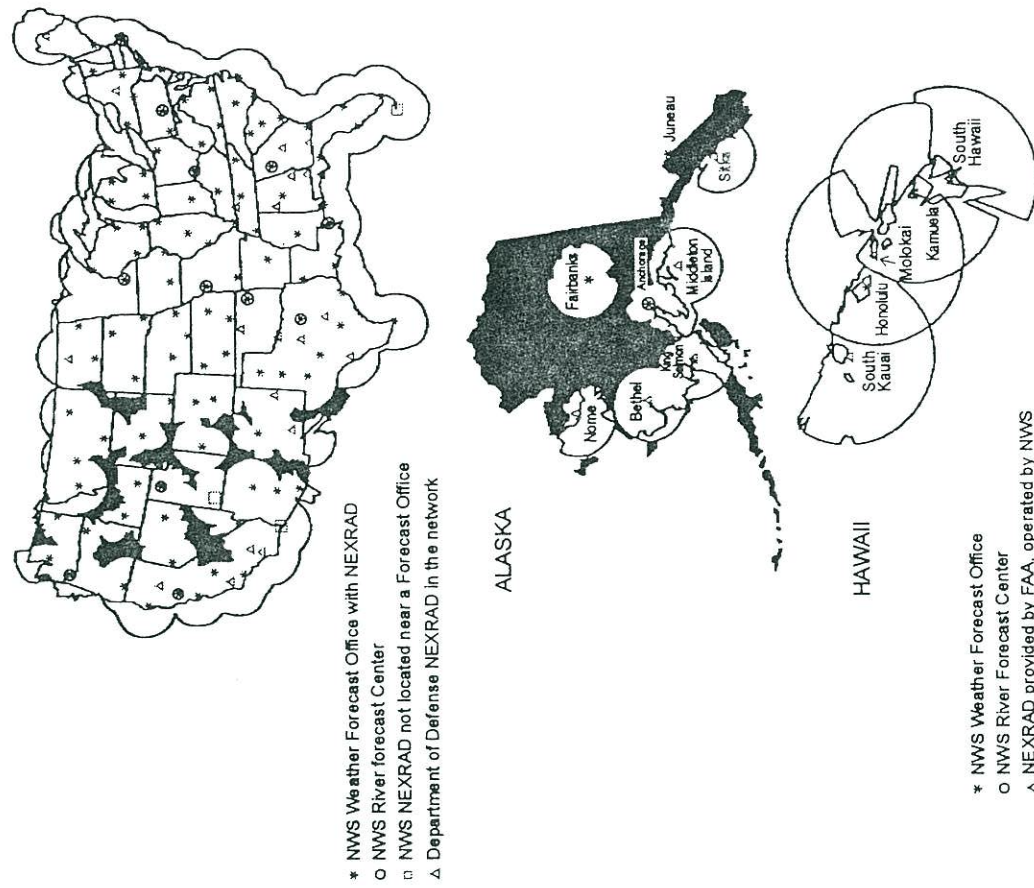 * NWS Weather Forecast Office with NEXRAD
o NWS River forecast Center
□ NWS NEXRAD not located near a Forecast Office
△ Department of Defense NEXRAD in the network
ALASKA
Fairbanks
Nome
Anchorage
Bethel
King
Salmon
Middleton
Island
Juneau
Sitka
HAWAII
South
Kauai
Honolulu
Molokai
Kamuela
South
Hawaii
* NWS Weather Forecast Office
o NWS River Forecast Center
△ NEXRAD provided by FAA, operated by NWS